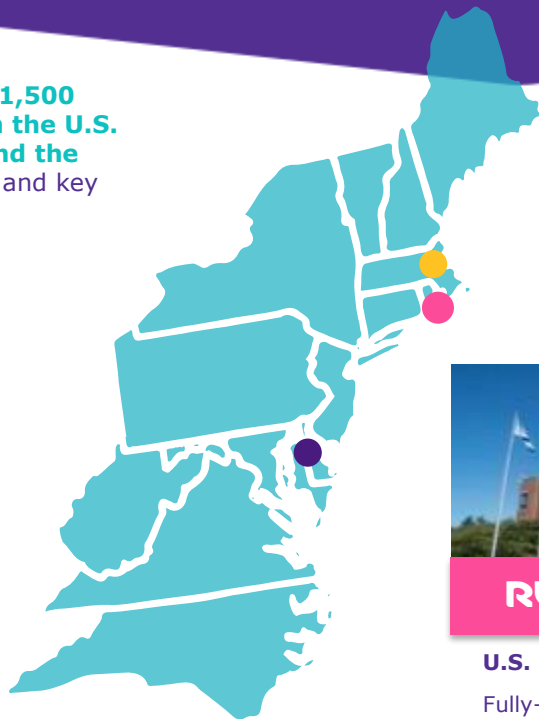 1,500
the U.S.
nd the
and key
U.S.
Fully-